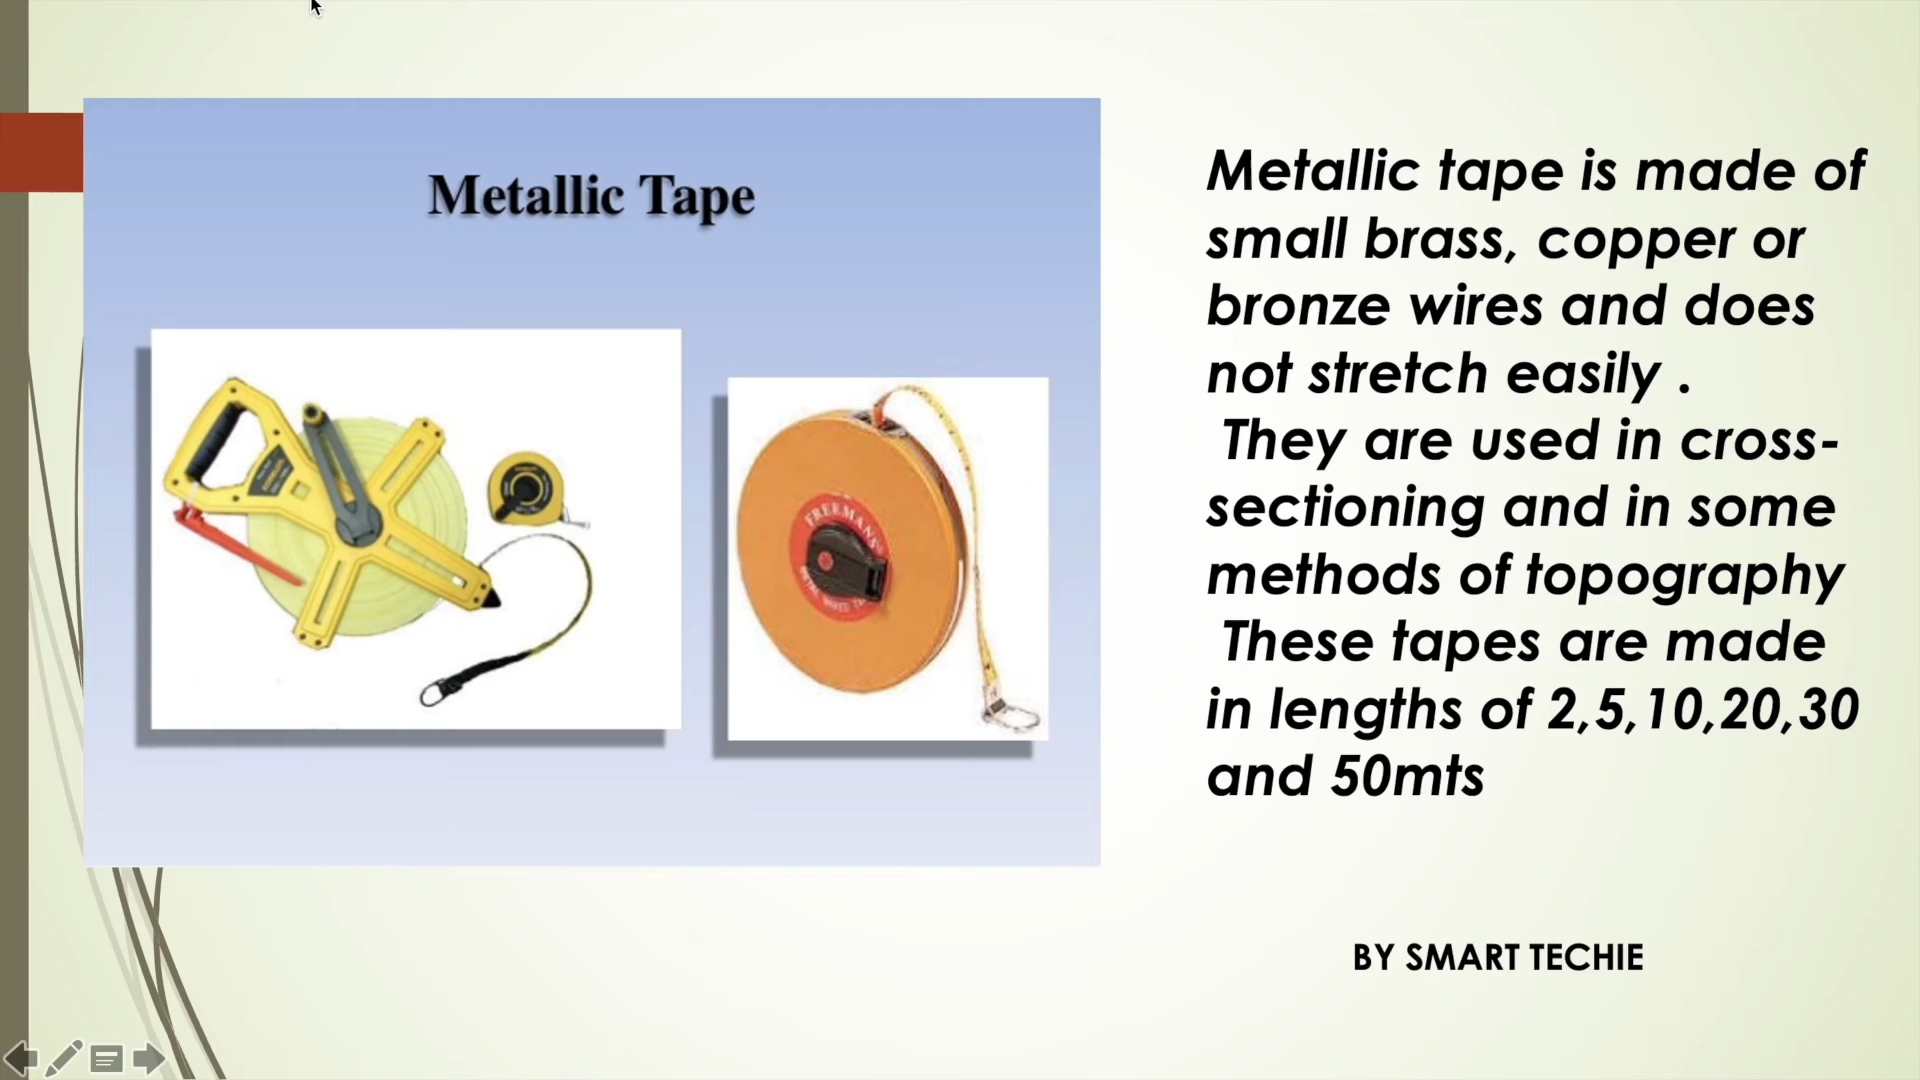 Metallic Tape
FREEMANS
Metallic tape is made of
small brass, copper or
bronze wires and does
not stretch easily .
They are used in cross-
sectioning and in some
methods of topography
These tapes are made
in lengths of 2,5,10,20,30
and 50mts
BY SMART TECHIE